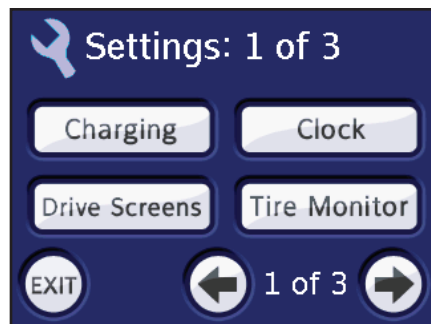 Settings: 1 of 3
Charging Clock
Drive Screens Tire Monitor
EXIT 1 of 3